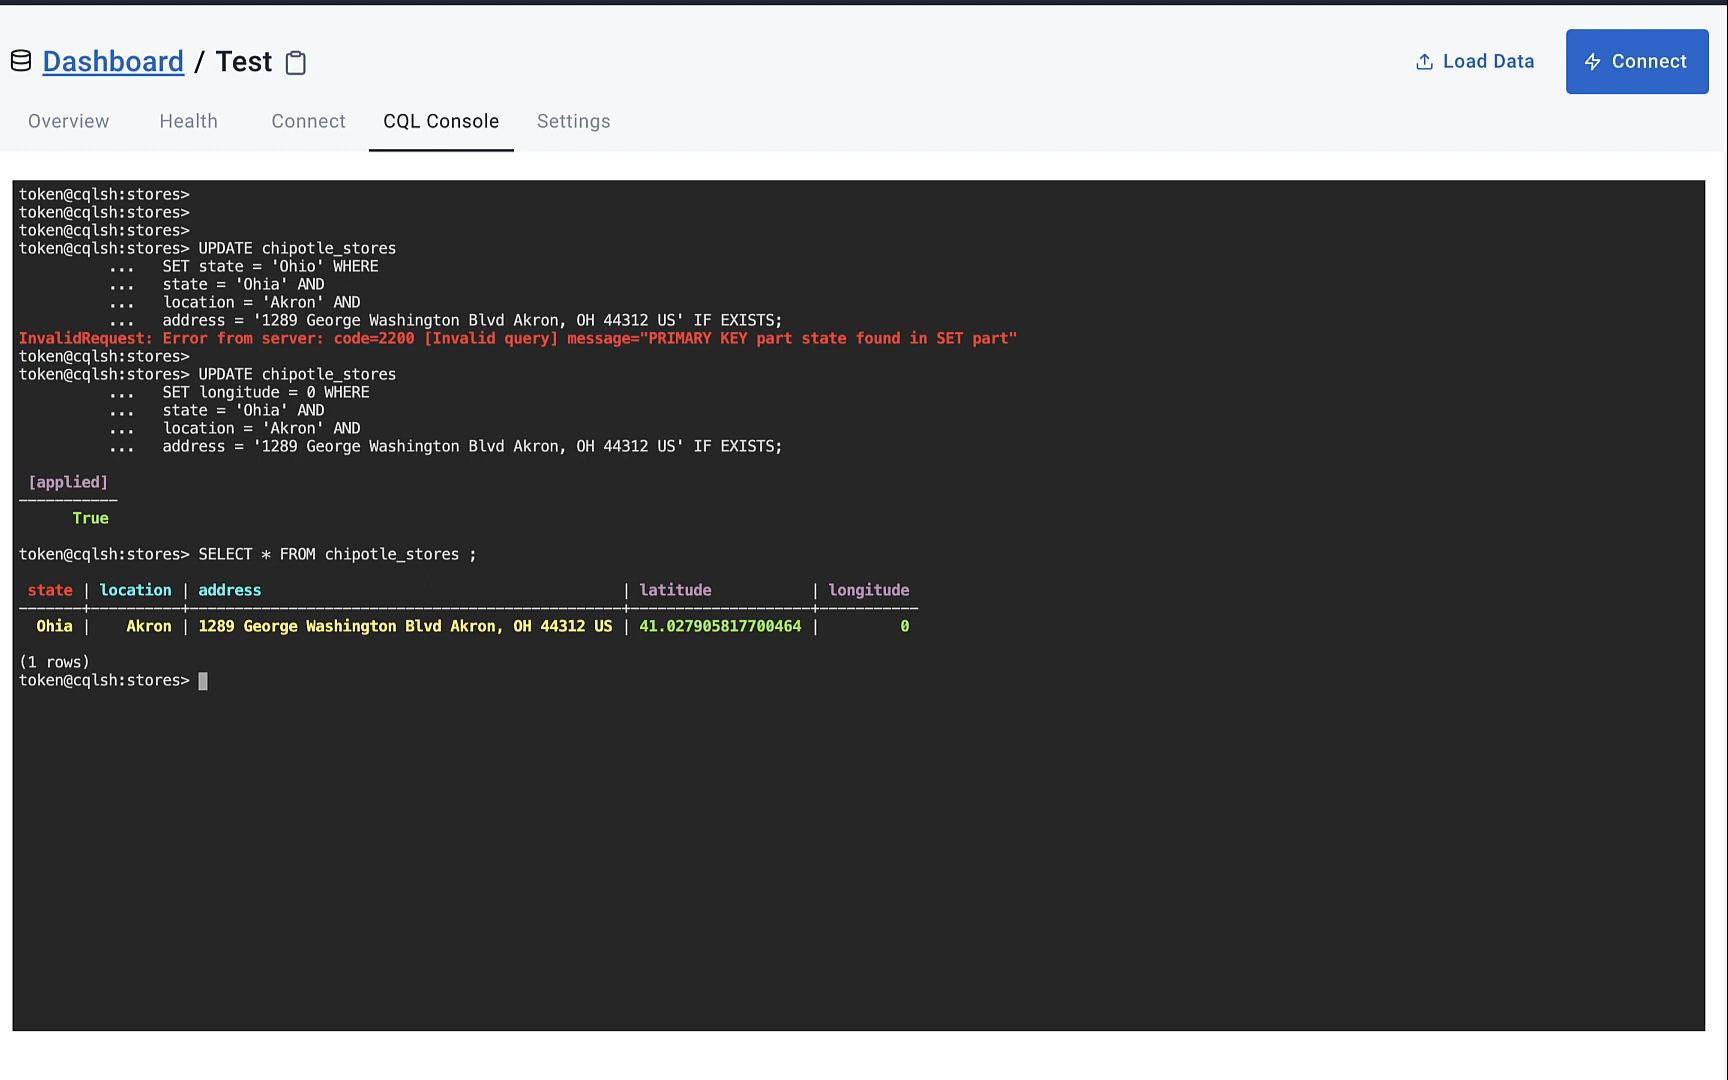 Dashboard / Test
Load Data
Connect
Overview Health Connect CQL Console Settings
token@cqlsh:stores>
token@cqlsh:stores>
token@cqlsh:stores>
token@cqlsh:stores> UPDATE chipotle_stores
... SET state = 'Ohio' WHERE
... state = 'Ohia' AND
... location = 'Akron' AND
... address = '1289 George Washington Blvd Akron, OH 44312 US' IF EXISTS;
InvalidRequest: Error from server: code=2200 [Invalid query] message="PRIMARY KEY part state found in SET part"
token@cqlsh:stores>
token@cqlsh:stores> UPDATE chipotle_stores
... SET longitude = 0 WHERE
... state = 'Ohia' AND
... location = 'Akron' AND
... address = '1289 George Washington Blvd Akron, OH 44312 US' IF EXISTS;
[applied]
-----------
True
token@cqlsh:stores> SELECT * FROM chipotle_stores ;
state | location | address | latitude | longitude
-------+----------+------------------------------------------------+--------------------+-----------
Ohia | Akron | 1289 George Washington Blvd Akron, OH 44312 US | 41.027905817700464 | 0
(1 rows)
token@cqlsh:stores>